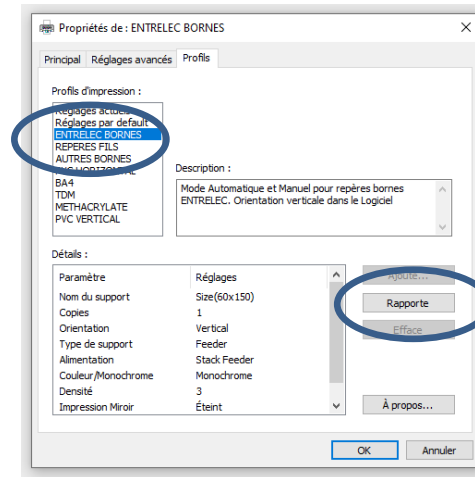 Propriétés de : ENTRELEC BORNES
Principal Réglages avancés Profils
Profils d'impression :
Réglages actuels
Réglages par default
ENTRELEC BORNES
REPERES FILS
AUTRES BORNES
HORIZONTAL
BA4
TDM
METHACRYLATE
PVC VERTICAL
Description :
Mode Automatique et Manuel pour repères bornes
ENTRELEC. Orientation verticale dans le Logiciel
Détails :
Paramètre Réglages
Nom du support Size(60x150)
Copies 1
Orientation Vertical
Type de support Feeder
Alimentation Stack Feeder
Couleur/Monochrome Monochrome
Densité 3
Impression Miroir Éteint
Ajoute...
Rapporte
Efface
À propos...
OK Annuler